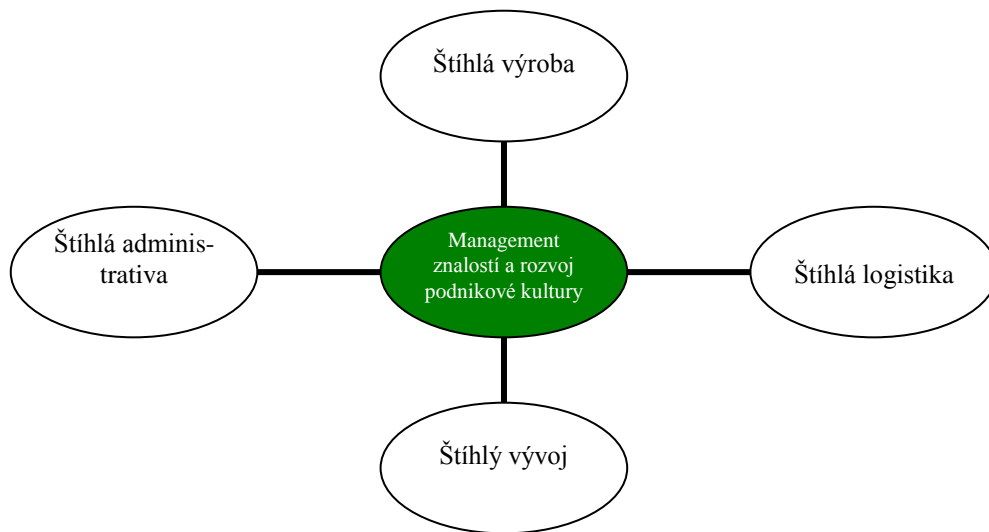 Štíhlá výroba
Štíhlá adminis-
trativa
Management
znalostí a rozvoj
podnikové kultury
Štíhlá logistika
Štíhlý vývoj